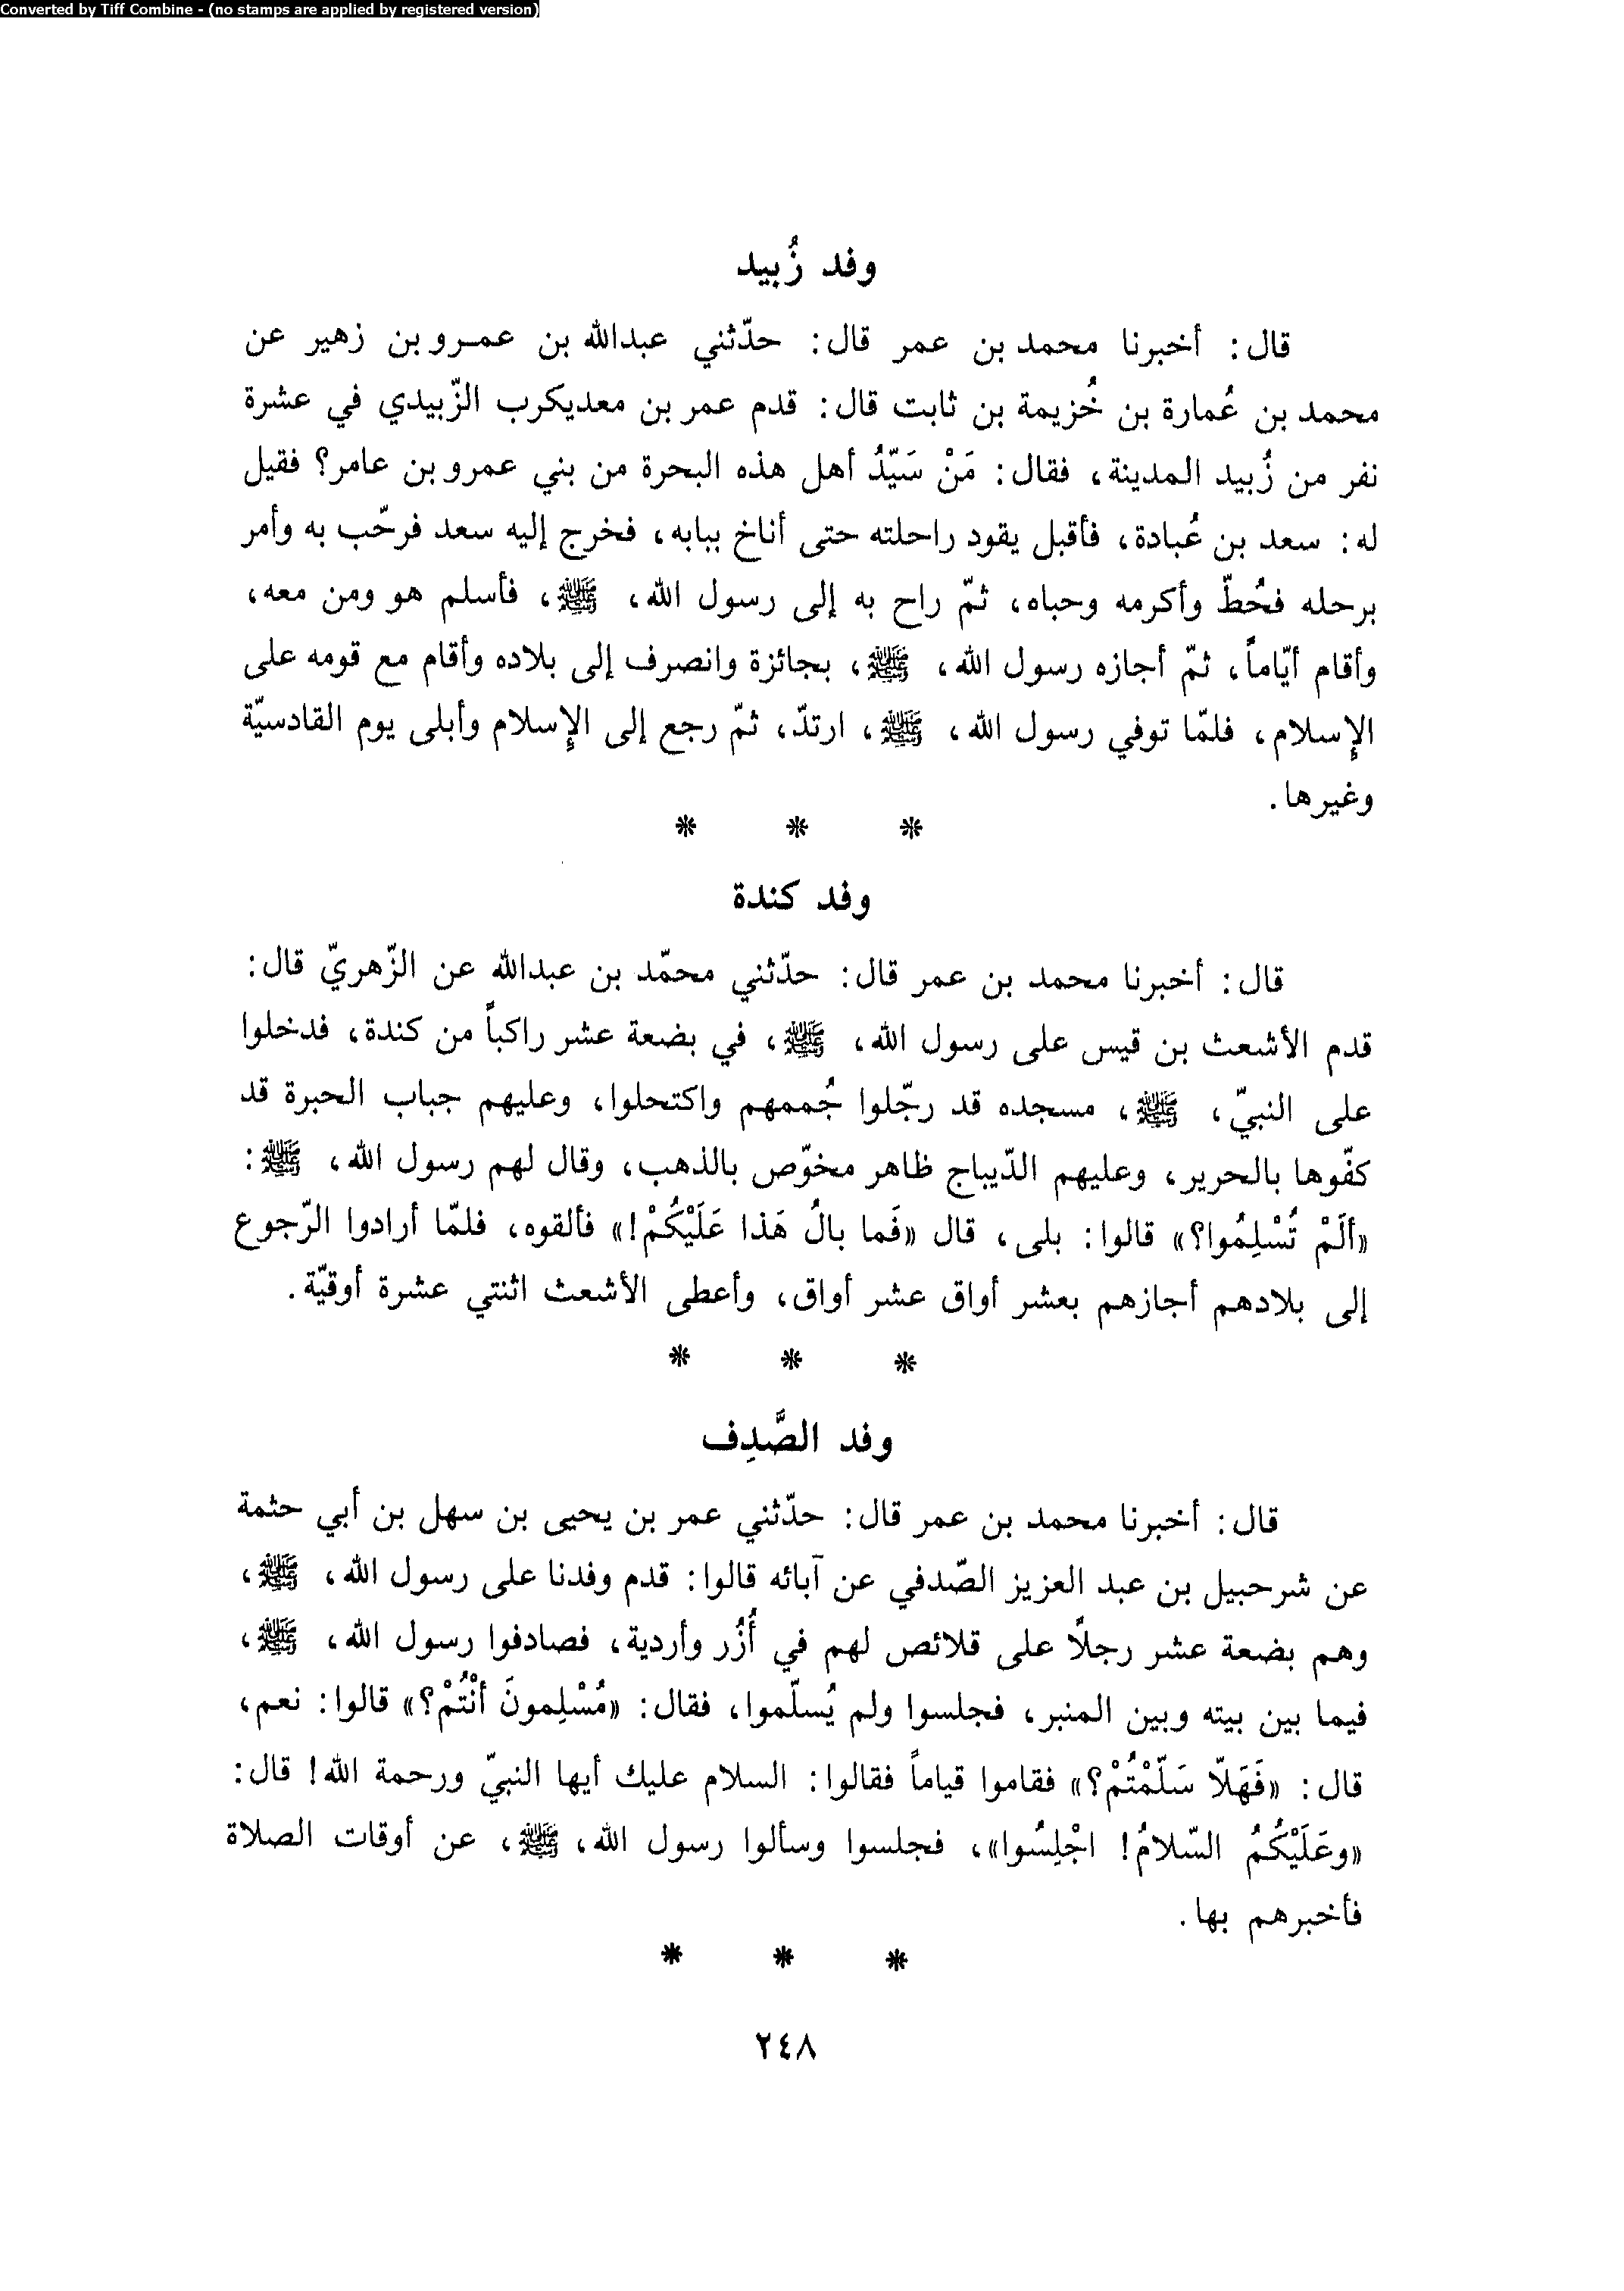 Converted by Tiff Combine - (no stamps are applied by registered version)
وفد زُبيد
قال: أخبرنا محمد بن عمر قال: حدّثني عبدالله بن عمرو بن زهير عن
محمد بن عُمارة بن خُزيمة بن ثابت قال: قدم عمر بن معديكرب الزّبيدي في عشرة
نفر من زُبيد المدينة، فقال: مَنْ سَيّدُ أهل هذه البحرة من بني عمرو بن عامر؟ فقيل
له: سعد بن عُبادة، فأقبل يقود راحلته حتى أناخ ببابه، فخرج إليه سعد فرحّب به وأمر
برحله فحُطّ وأكرمه وحباه، ثمّ راح به إلى رسول الله، ﷺ، فأسلم هو ومن معه،
وأقام أيّاماً، ثمّ أجازه رسول الله، ﷺ، بجائزة وانصرف إلى بلاده وأقام مع قومه على
الإسلام، فلمّا توفي رسول الله، ﷺ، ارتدّ، ثمّ رجع إلى الإسلام وأبلى يوم القادسيّة
وغيرها.
* * *
وفد كندة
قال: أخبرنا محمد بن عمر قال: حدّثني محمّد بن عبدالله عن الزّهريّ قال:
قدم الأشعث بن قيس على رسول الله، ﷺ، في بضعة عشر راكباً من كندة، فدخلوا
على النبيّ، ﷺ، مسجده قد رجّلوا جُممهم واكتحلوا، وعليهم جباب الحبرة قد
كفّوها بالحرير، وعليهم الدّيباج ظاهر مخوّص بالذهب، وقال لهم رسول الله، ﷺ:
«ألَمْ تُسْلِمُوا؟» قالوا: بلى، قال «فَما بالُ هَذا عَلَيْكُمْ!» فألقوه، فلمّا أرادوا الرّجوع
إلى بلادهم أجازهم بعشر أواق عشر أواق، وأعطى الأشعث اثنتي عشرة أوقيّة.
* * *
وفد الصَّدِف
قال: أخبرنا محمد بن عمر قال: حدّثني عمر بن يحيى بن سهل بن أبي حثمة
عن شرحبيل بن عبد العزيز الصّدفي عن آبائه قالوا: قدم وفدنا على رسول الله، ﷺ،
وهم بضعة عشر رجلاً على قلائص لهم في أُزُر وأردية، فصادفوا رسول الله، ﷺ،
فيما بين بيته وبين المنبر، فجلسوا ولم يُسلّموا، فقال: «مُسْلِمونَ أنْتُمْ؟» قالوا: نعم،
قال: «فَهَلاّ سَلّمْتُمْ؟» فقاموا قياماً فقالوا: السلام عليك أيها النبيّ ورحمة الله! قال:
«وعَلَيْكُمُ السّلامُ! اجْلِسُوا»، فجلسوا وسألوا رسول الله، ﷺ، عن أوقات الصلاة
فأخبرهم بها.
* * *
٢٤٨